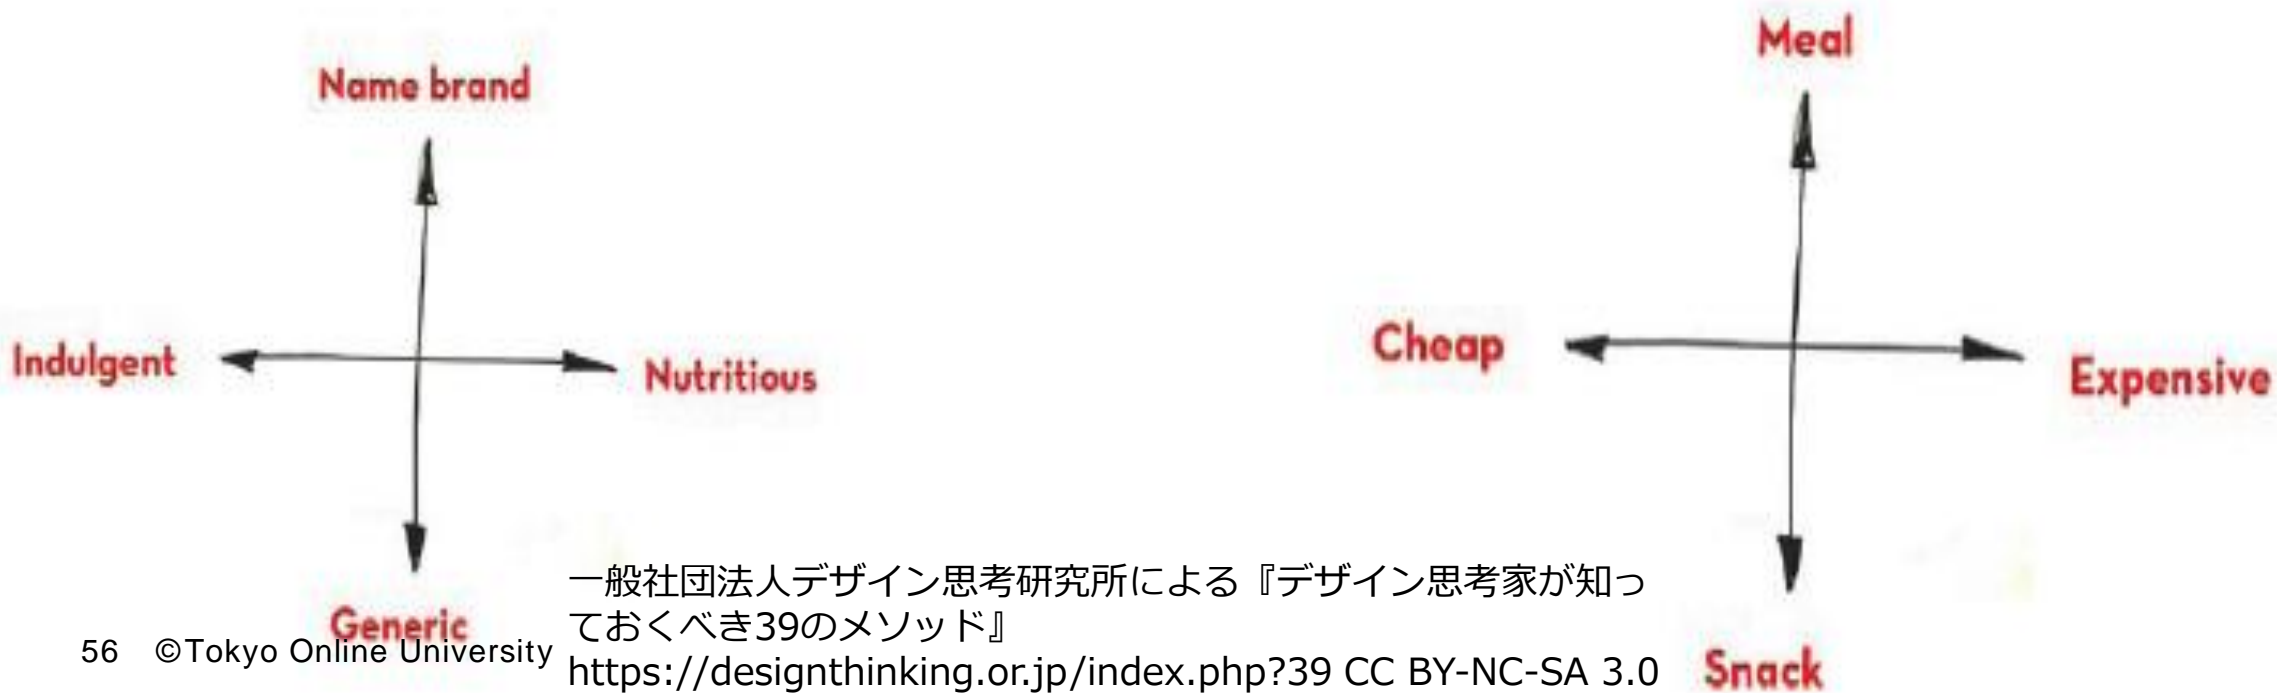 Name brand
Indulgent
Nutritious
Generic
Meal
Cheap
Expensive
Snack
一般社団法人デザイン思考研究所による『デザイン思考家が知っ
ておくべき39のメソッド』
https://designthinking.or.jp/index.php?39 CC BY-NC-SA 3.0
56 ©Tokyo Online University